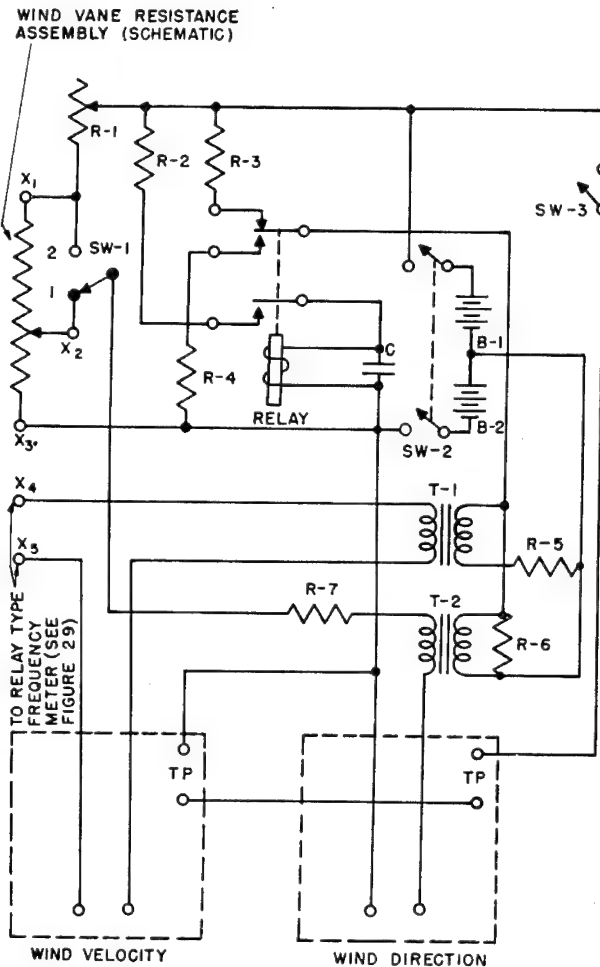 WIND VANE RESISTANCE
ASSEMBLY (SCHEMATIC)
R-1
R-2
R-3
X1
SW-3
2
SW-1
1
X2
B-1
C
R-4
RELAY
B-2
SW-2
X3
X4
T-1
R-5
X5
R-7
T-2
R-6
TO RELAY TYPE
FREQUENCY
METER (SEE
FIGURE 29)
TP
TP
WIND VELOCITY
WIND DIRECTION